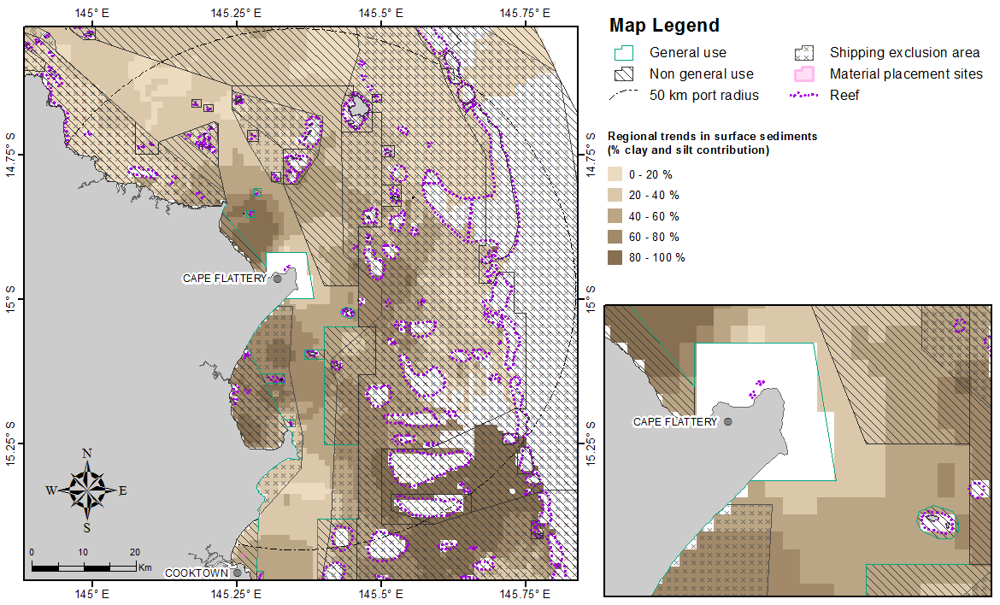 145° E
145.25° E
145.5° E
145.75° E
14.75° S
15° S
15.25° S
14.75° S
15° S
15.25° S
CAPE FLATTERY
COOKTOWN
N
W
E
S
0 10 20
Km
145° E
145.25° E
145.5° E
145.75° E
Map Legend
General use
Non general use
50 km port radius
Shipping exclusion area
Material placement sites
Reef
Regional trends in surface sediments
(% clay and silt contribution)
0 - 20 %
20 - 40 %
40 - 60 %
60 - 80 %
80 - 100 %
CAPE FLATTERY